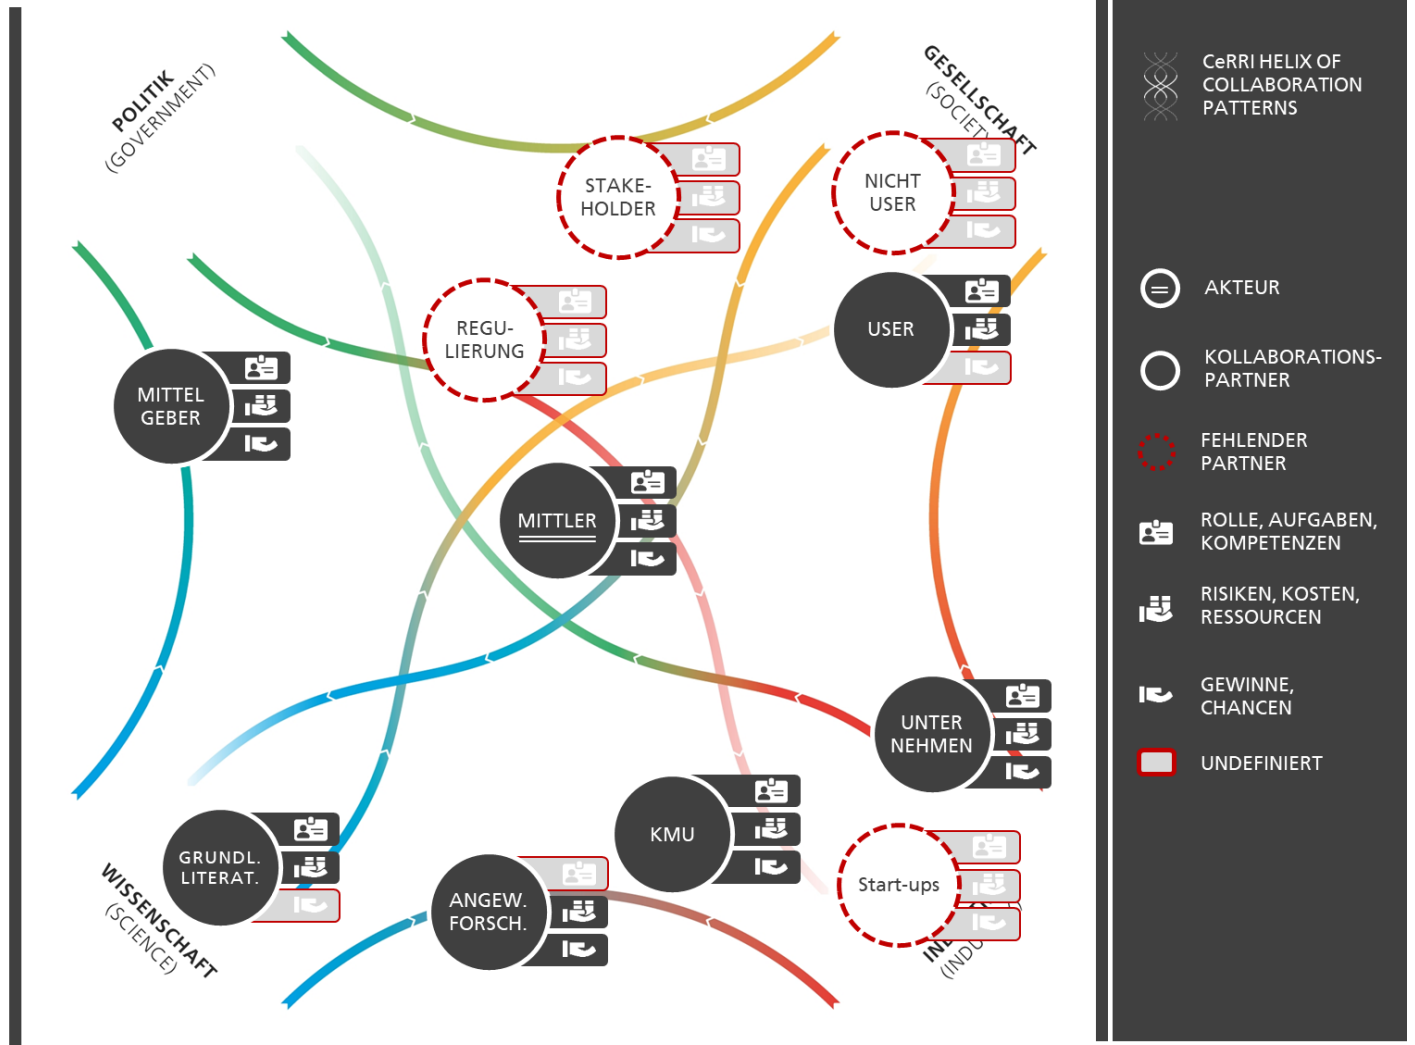 POLITIK
(GOVERNMENT)
GESELLSCHAFT
(SOCIETY
STAKE-
HOLDER
NICHT
USER
REGU-
LIERUNG
USER
MITTEL
GEBER
MITTLER
UNTER
NEHMEN
KMU
GRUNDL.
LITERAT.
ANGEW.
FORSCH.
Start-ups
WISSENSCHAFT
(SCIENCE)
CeRRI HELIX OF
COLLABORATION
PATTERNS
AKTEUR
KOLLABORATIONS-
PARTNER
FEHLENDER
PARTNER
ROLLE, AUFGABEN,
KOMPETENZEN
RISIKEN, KOSTEN,
RESSOURCEN
GEWINNE,
CHANCEN
UNDEFINIERT